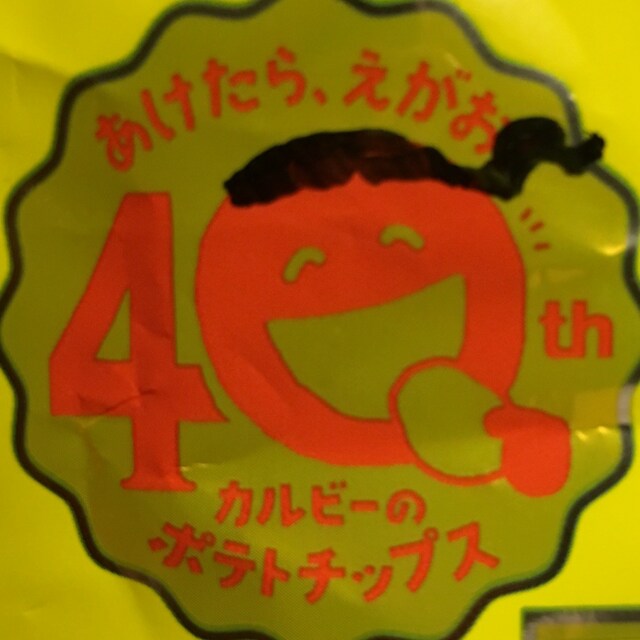 あけたら、えがお
40th
カルビーの
ポテトチップス